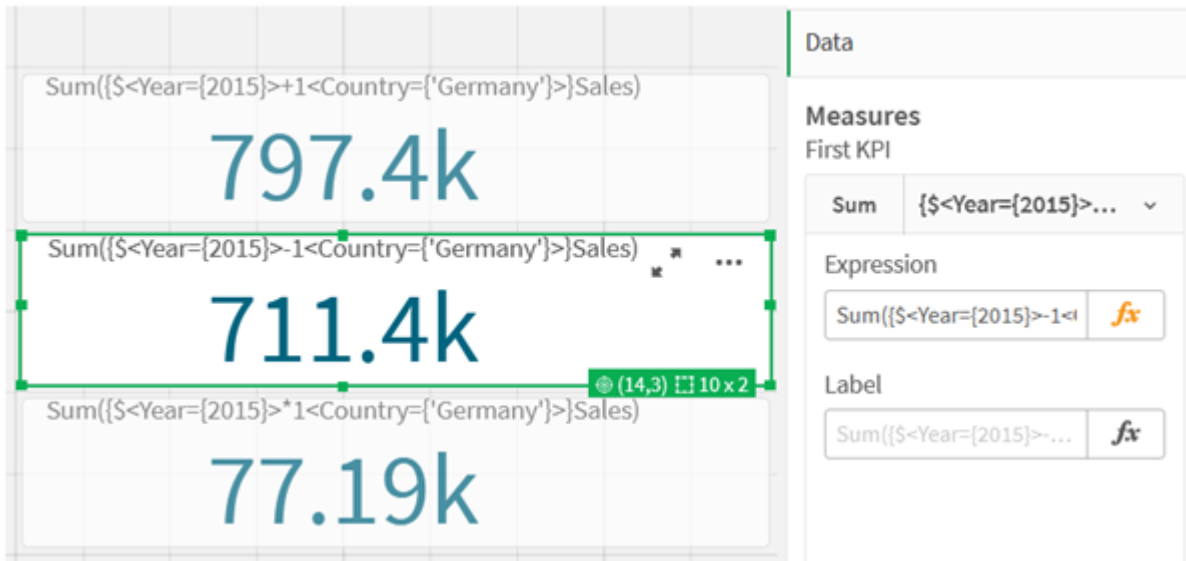 Sum({$<Year={2015}>+1<Country={'Germany'}>}Sales)
797.4k
Sum({$<Year={2015}>-1<Country={'Germany'}>}Sales)
711.4k
(14,3) 10 x 2
Sum({$<Year={2015}>*1<Country={'Germany'}>}Sales)
77.19k
Data
Measures
First KPI
Sum {$<Year={2015}>...
Expression
Sum({$<Year={2015}>-1<( fx
Label
Sum({$<Year={2015}>-... fx